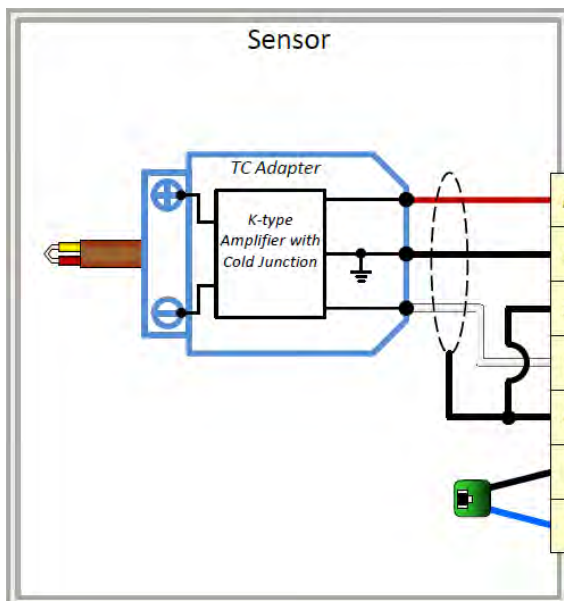 Sensor
TC Adapter
K-type
Amplifier with
Cold Junction